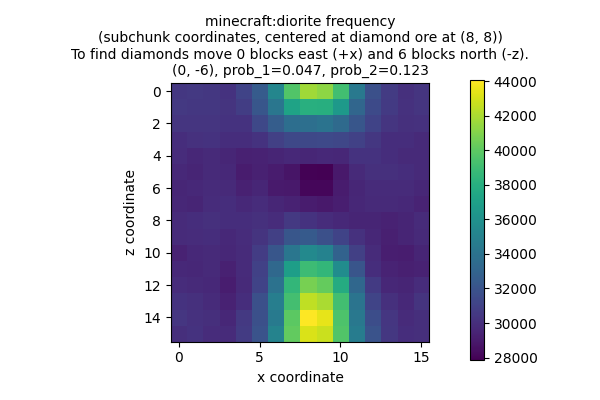 minecraft:diorite frequency
(subchunk coordinates, centered at diamond ore at (8, 8))
To find diamonds move 0 blocks east (+x) and 6 blocks north (-z).
(0, -6), prob_1=0.047, prob_2=0.123
0
2
4
6
8
10
12
14
z coordinate
0 5 10 15
x coordinate
44000
42000
40000
38000
36000
34000
32000
30000
28000